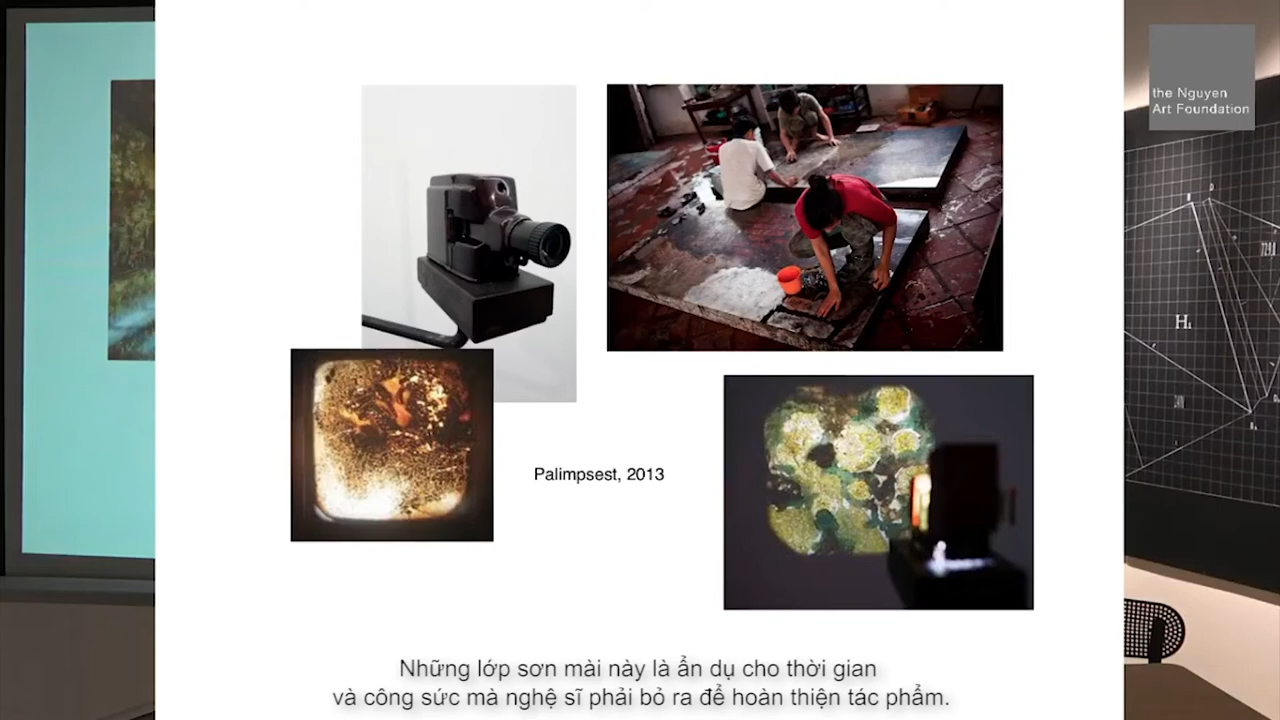 the Nguyen
Art Foundation
H₄
Palimpsest, 2013
Những lớp sơn mài này là ẩn dụ cho thời gian
và công sức mà nghệ sĩ phải bỏ ra để hoàn thiện tác phẩm.